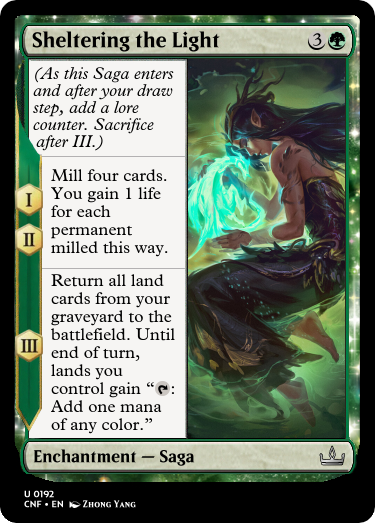 Sheltering the Light 3
(As this Saga enters
and after your draw
step, add a lore
counter. Sacrifice
after III.)
I
II
Mill four cards.
You gain 1 life
for each
permanent
milled this way.
III
Return all land
cards from your
graveyard to the
battlefield. Until
end of turn,
lands you
control gain “:
Add one mana
of any color.”
Enchantment — Saga
U 0192
CNF • EN Zhong Yang